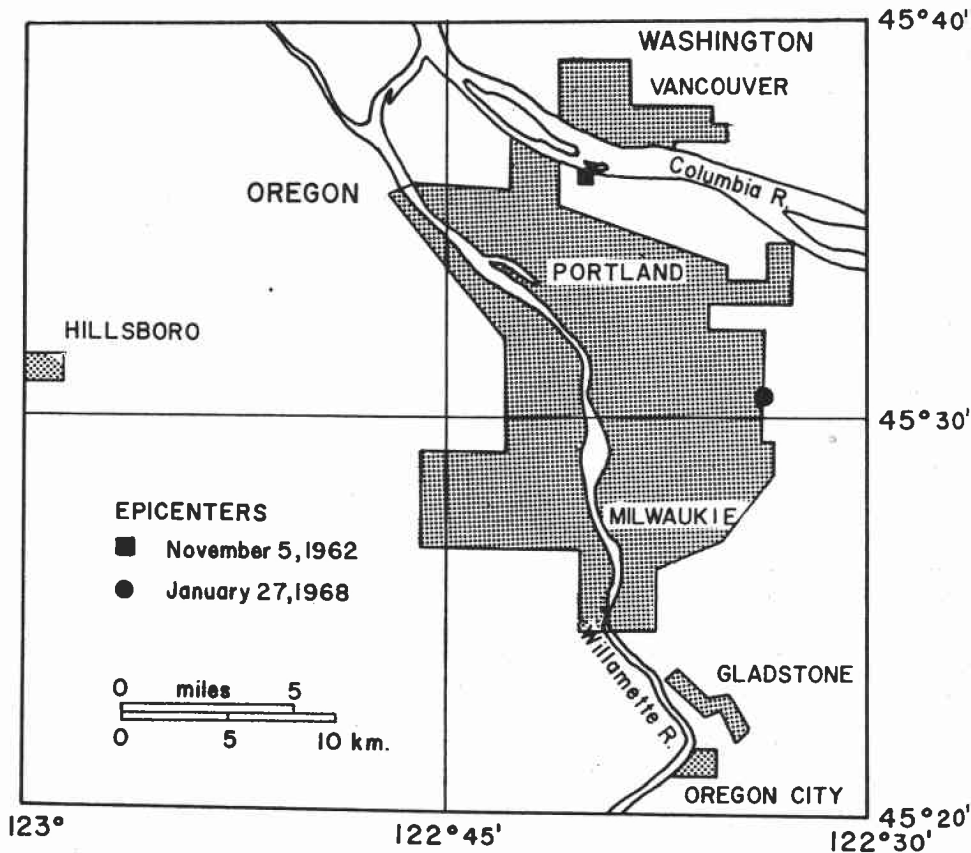 45°40'
WASHINGTON
VANCOUVER
Columbia R.
OREGON
PORTLAND
HILLSBORO
45°30'
MILWAUKIE
EPICENTERS
November 5, 1962
January 27, 1968
Willamette R.
GLADSTONE
0 miles 5
0 5 10 km.
OREGON CITY
45°20'
123°
122°45'
122°30'